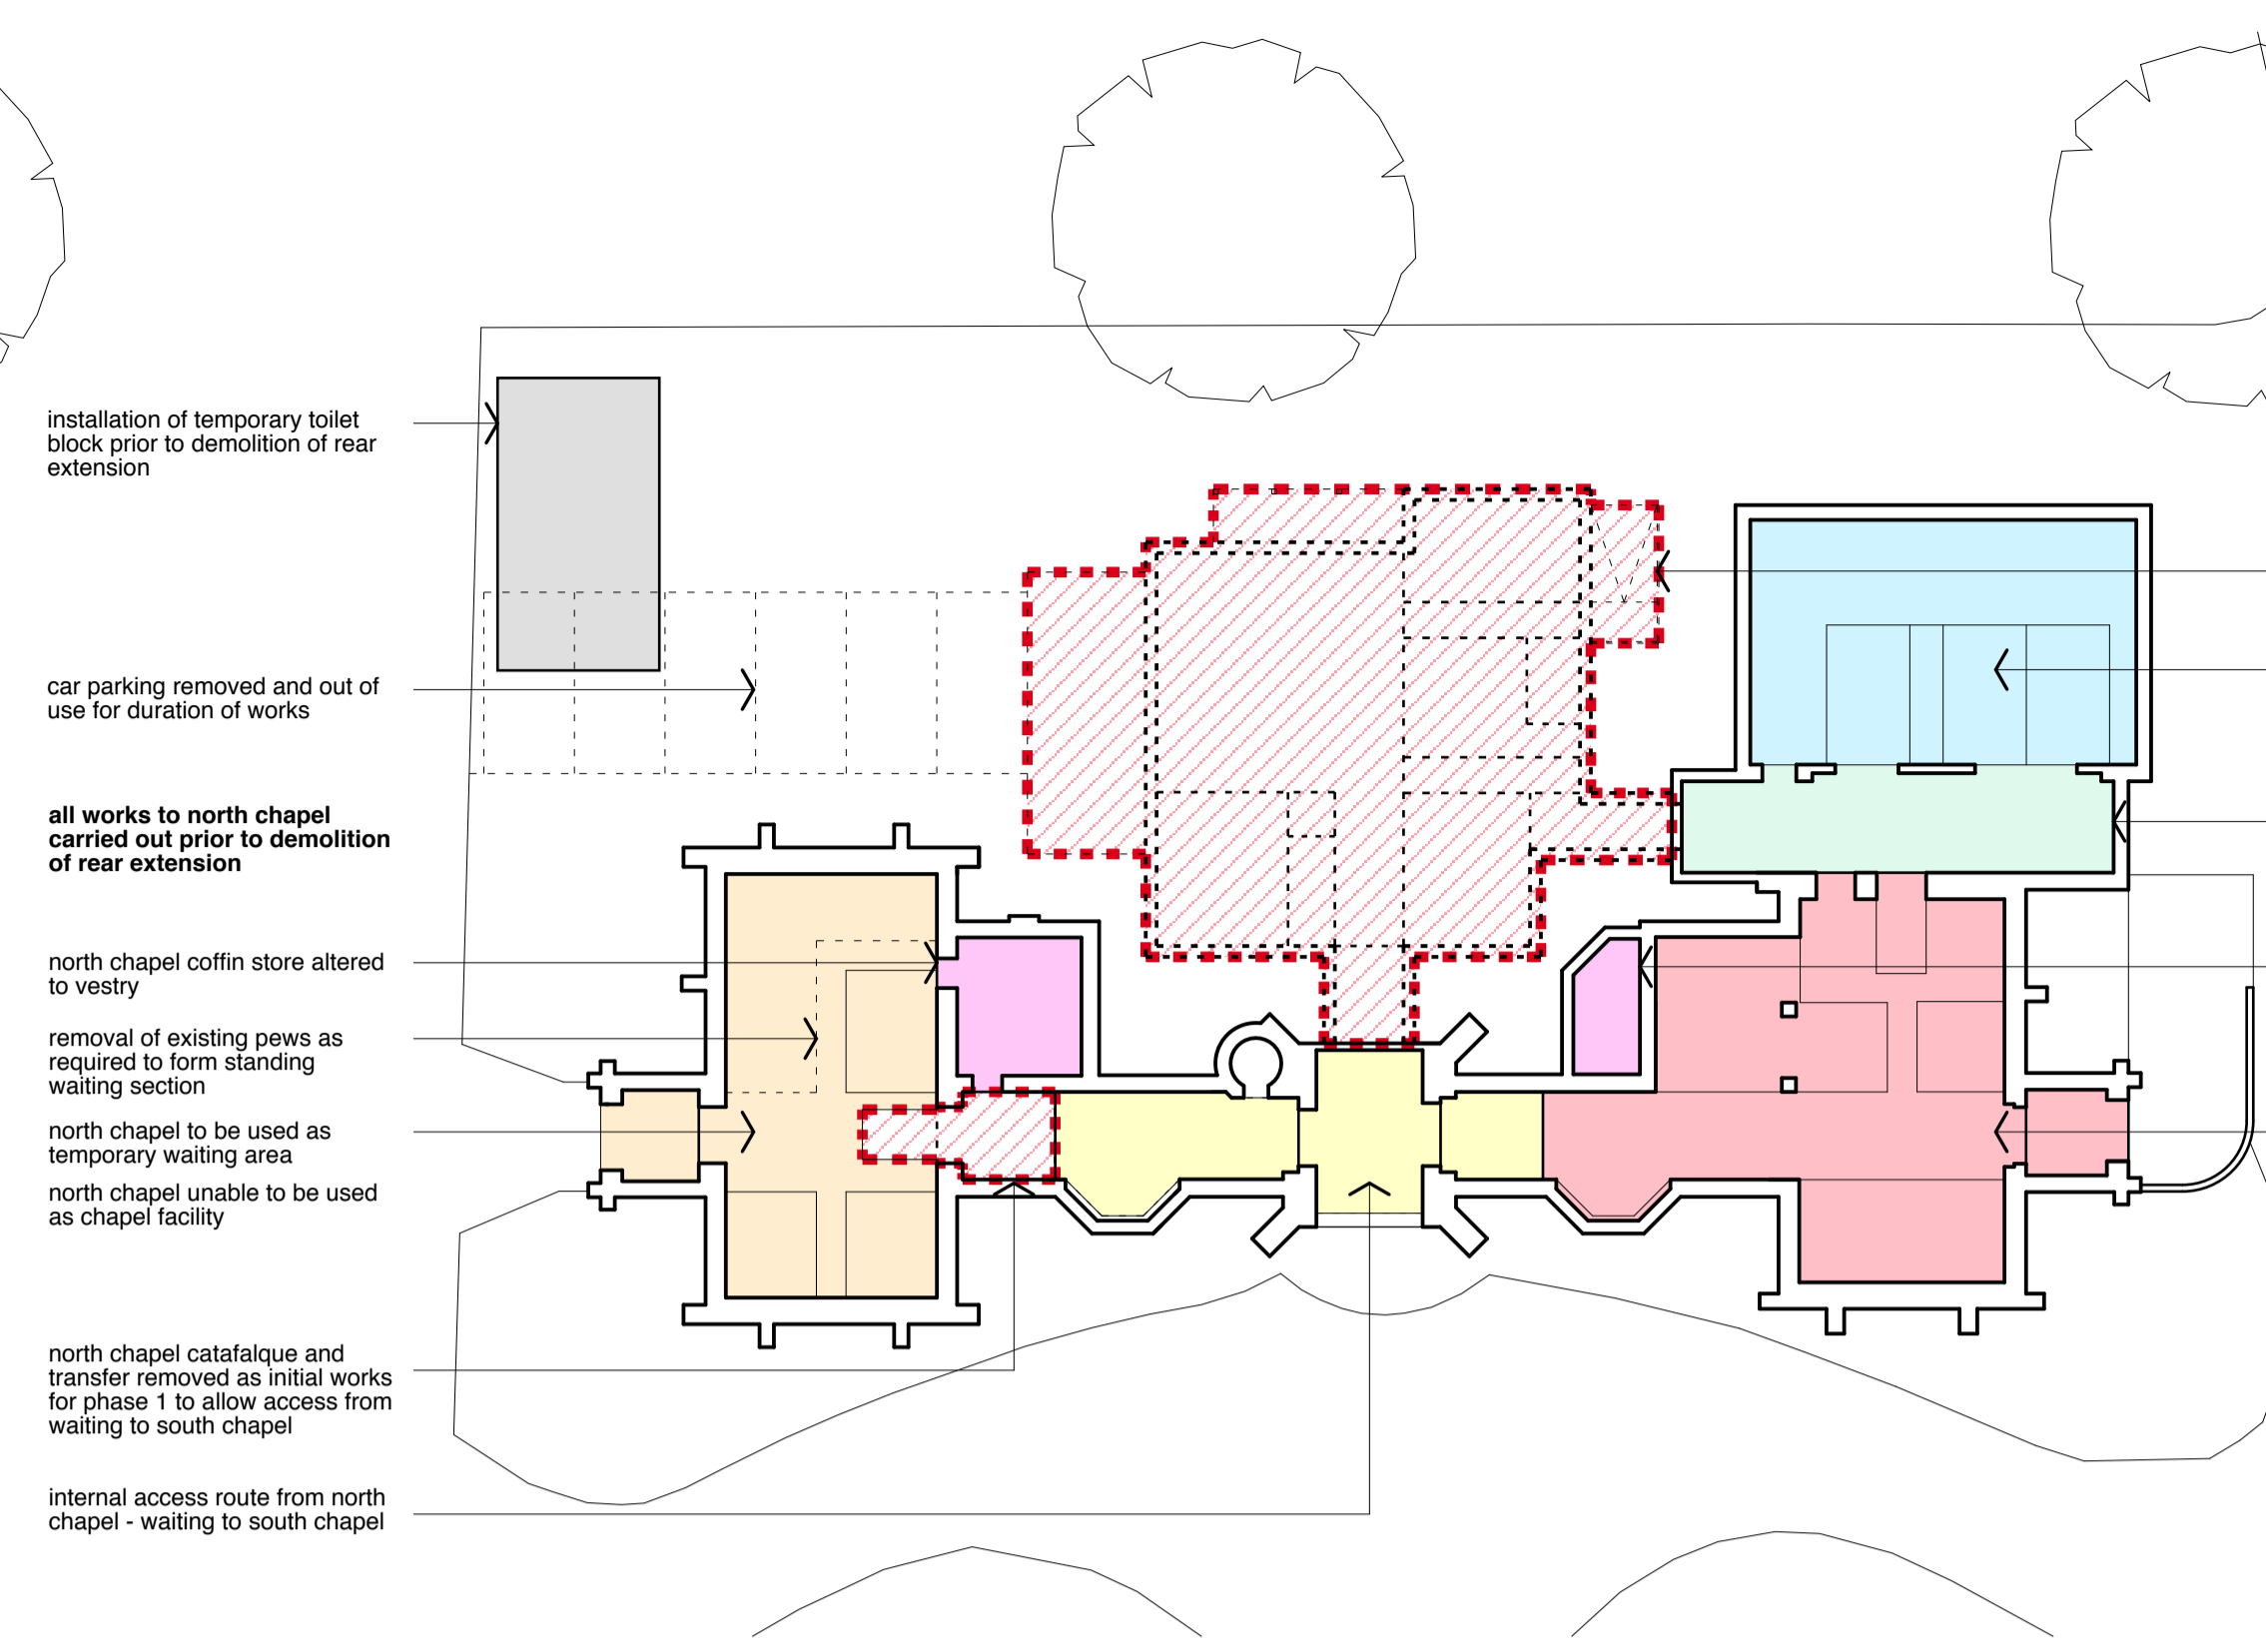 installation of temporary toilet
block prior to demolition of rear
extension
car parking removed and out of
use for duration of works
all works to north chapel
carried out prior to demolition
of rear extension
north chapel coffin store altered
to vestry
removal of existing pews as
required to form standing
waiting section
north chapel to be used as
temporary waiting area
north chapel unable to be used
as chapel facility
north chapel catafalque and
transfer removed as initial works
for phase 1 to allow access from
waiting to south chapel
internal access route from north
chapel - waiting to south chapel